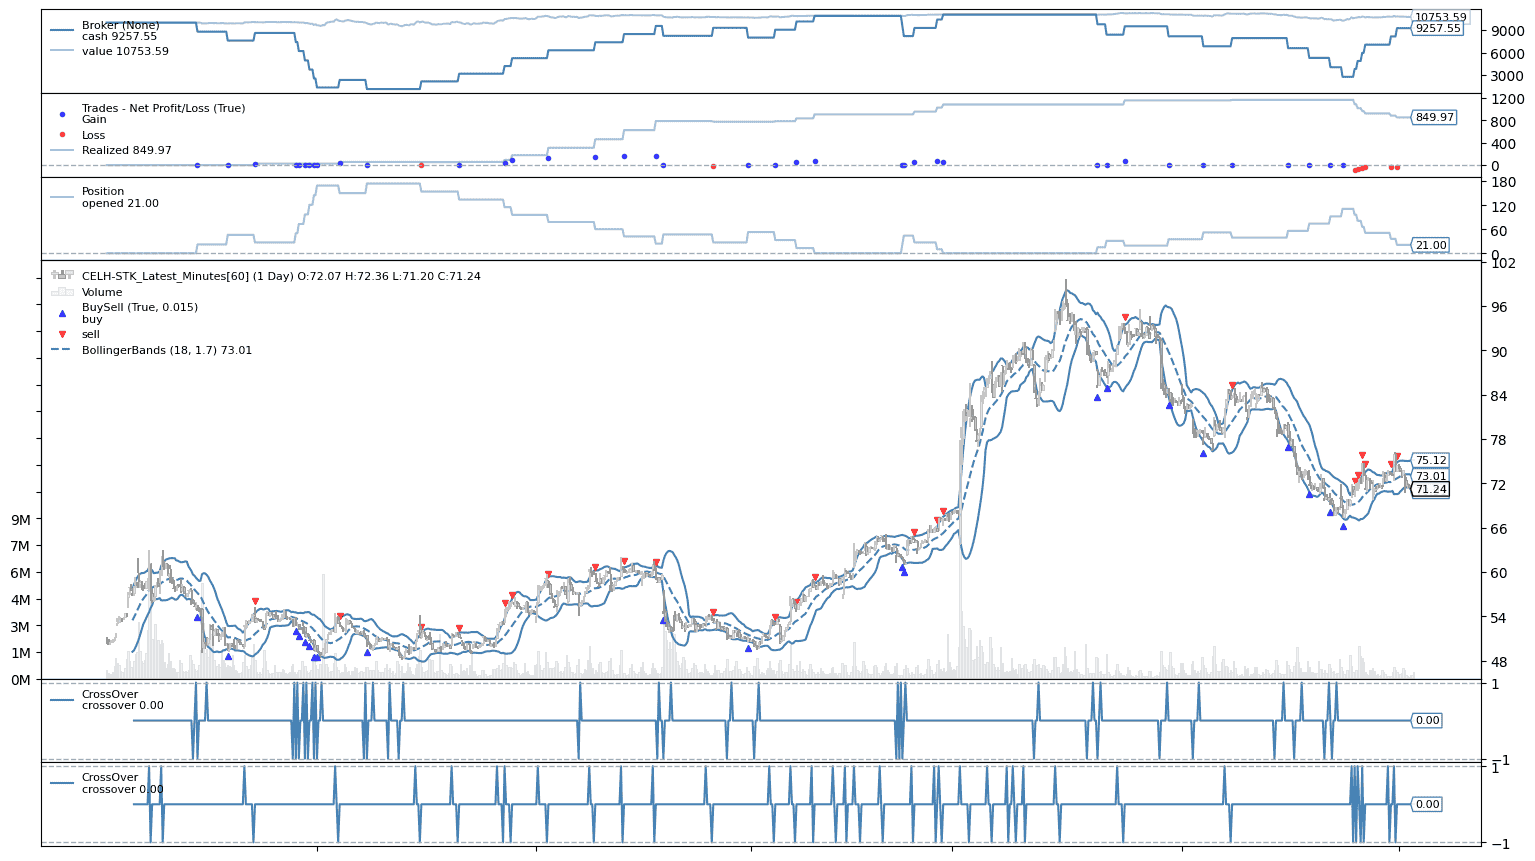 Broker (None)
cash 9257.55
value 10753.59
10753.59
9257.55
9000
6000
3000
Trades - Net Profit/Loss (True)
Gain
Loss
Realized 849.97
1200
800
849.97
400
0
Position
opened 21.00
180
120
60
21.00
0
CELH-STK_Latest_Minutes[60] (1 Day) O:72.07 H:72.36 L:71.20 C:71.24
Volume
BuySell (True, 0.015)
buy
sell
BollingerBands (18, 1.7) 73.01
102
96
90
84
78
75.12
73.01
72
71.24
66
60
54
48
9M
7M
6M
4M
3M
1M
0M
CrossOver
crossover 0.00
1
0.00
−1
CrossOver
crossover 0.00
1
0.00
−1